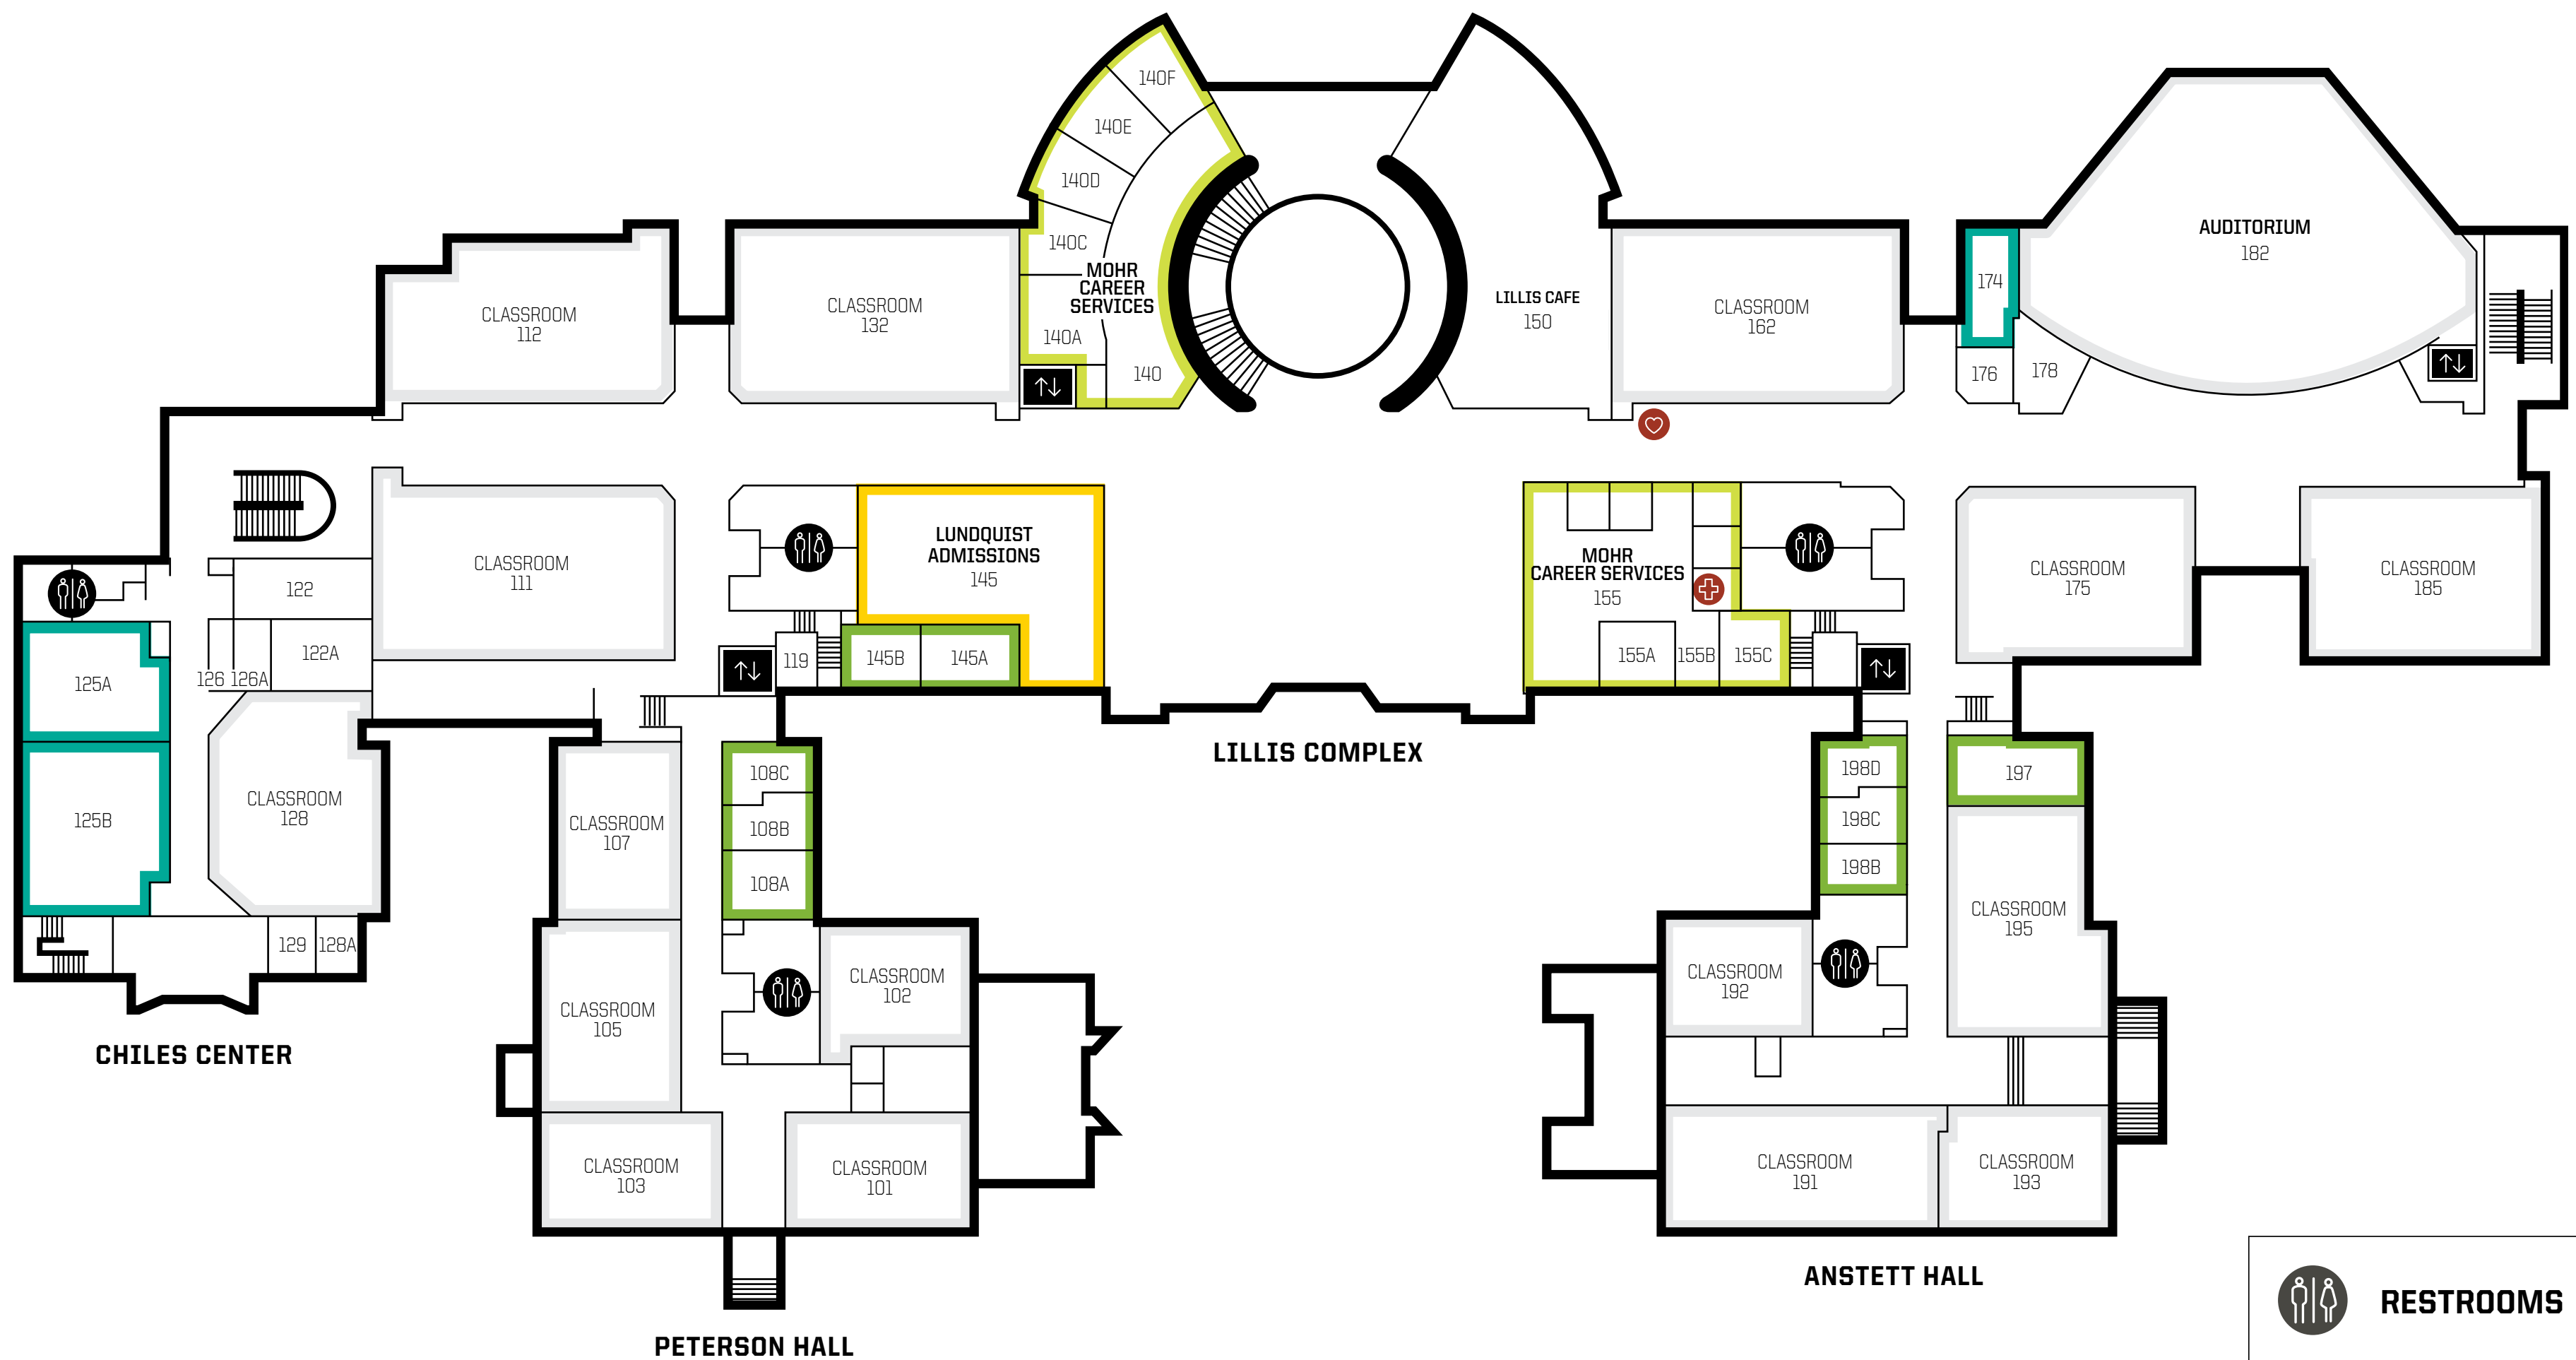 140F
140E
140D
140C
MOHR
CAREER
SERVICES
140A
140
CLASSROOM
112
CLASSROOM
132
LILLIS CAFE
150
CLASSROOM
162
174
176
178
AUDITORIUM
182
CLASSROOM
111
122
122A
126 126A
125A
125B
CLASSROOM
128
129
128A
CHILES CENTER
LUNDQUIST
ADMISSIONS
145
119
145B
145A
MOHR
CAREER SERVICES
155
155A
155B
155C
CLASSROOM
175
CLASSROOM
185
LILLIS COMPLEX
CLASSROOM
107
108C
108B
108A
CLASSROOM
105
CLASSROOM
102
CLASSROOM
103
CLASSROOM
101
PETERSON HALL
198D
198C
198B
197
CLASSROOM
195
CLASSROOM
192
CLASSROOM
191
CLASSROOM
193
ANSTETT HALL
RESTROOMS